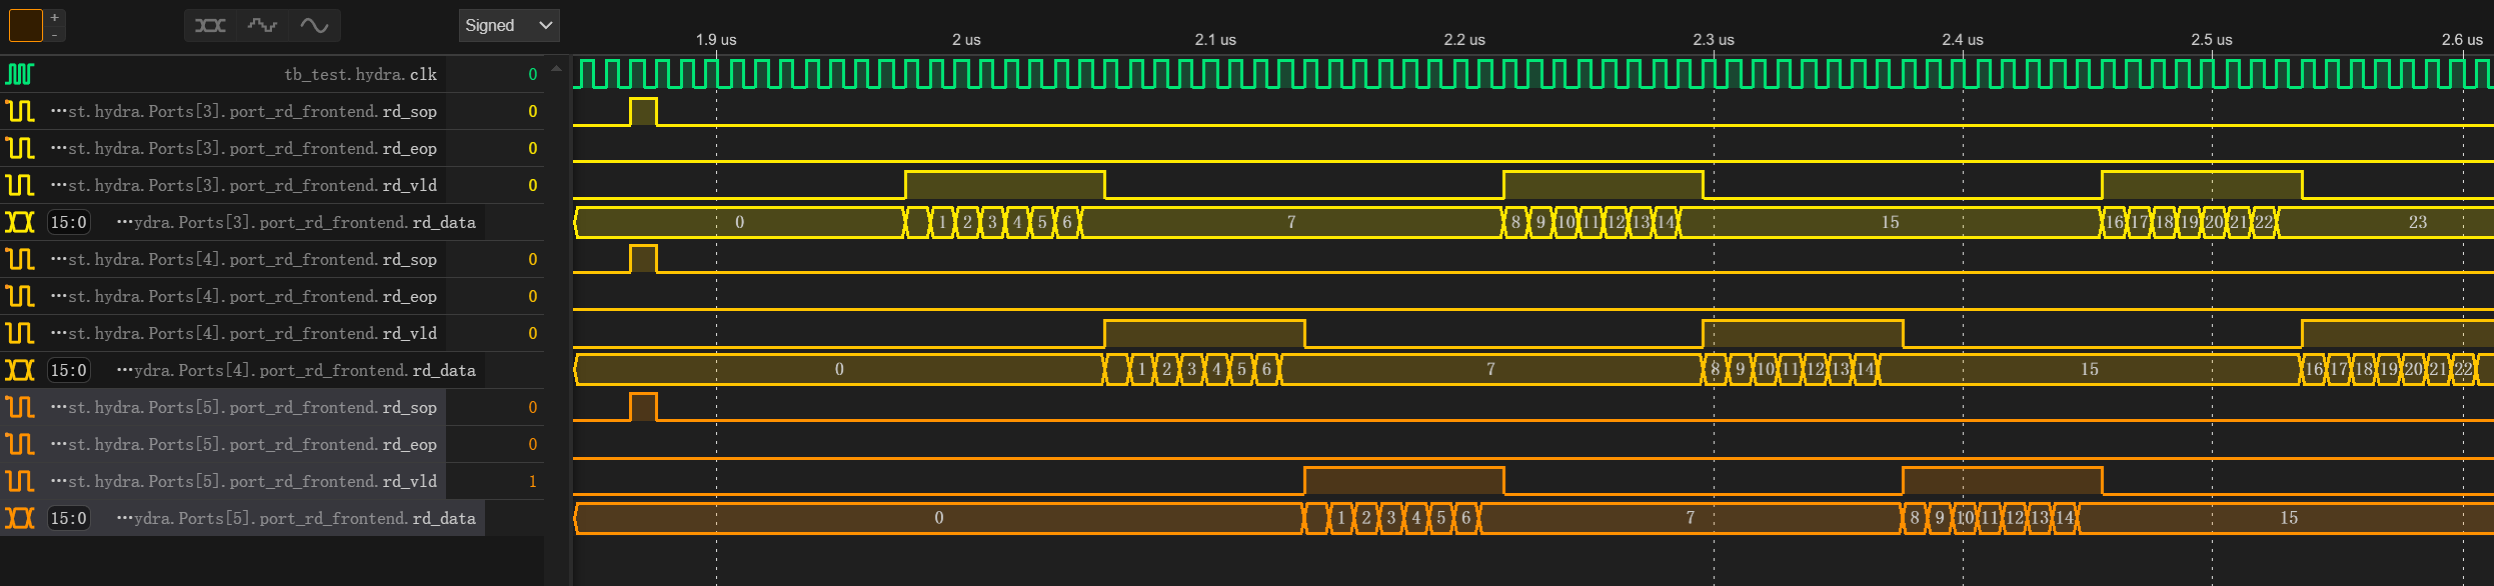 +
-
Signed
1.9 us 2 us 2.1 us 2.2 us 2.3 us 2.4 us 2.5 us 2.6 us
tb_test.hydra.clk 0
···st.hydra.Ports[3].port_rd_frontend.rd_sop 0
···st.hydra.Ports[3].port_rd_frontend.rd_eop 0
···st.hydra.Ports[3].port_rd_frontend.rd_vld 0
15:0 ···ydra.Ports[3].port_rd_frontend.rd_data 0 1 2 3 4 5 6 7 8 9 10 11 12 13 14 15 16 17 18 19 20 21 22 23
···st.hydra.Ports[4].port_rd_frontend.rd_sop 0
···st.hydra.Ports[4].port_rd_frontend.rd_eop 0
···st.hydra.Ports[4].port_rd_frontend.rd_vld 0
15:0 ···ydra.Ports[4].port_rd_frontend.rd_data 0 1 2 3 4 5 6 7 8 9 10 11 12 13 14 15 16 17 18 19 20 21 22
···st.hydra.Ports[5].port_rd_frontend.rd_sop 0
···st.hydra.Ports[5].port_rd_frontend.rd_eop 0
···st.hydra.Ports[5].port_rd_frontend.rd_vld 1
15:0 ···ydra.Ports[5].port_rd_frontend.rd_data 0 1 2 3 4 5 6 7 8 9 10 11 12 13 14 15